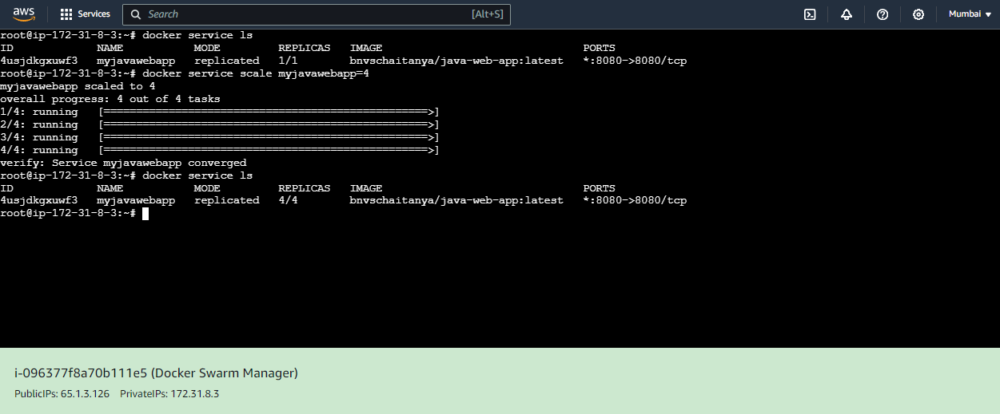 aws Services Search [Alt+S] Mumbai
root@ip-172-31-8-3:~# docker service ls
ID NAME MODE REPLICAS IMAGE PORTS
4usjdkgxuwf3 myjavawebapp replicated 1/1 bnvschaitanya/java-web-app:latest *:8080->8080/tcp
root@ip-172-31-8-3:~# docker service scale myjavawebapp=4
myjavawebapp scaled to 4
overall progress: 4 out of 4 tasks
1/4: running [==================================================>]
2/4: running [==================================================>]
3/4: running [==================================================>]
4/4: running [==================================================>]
verify: Service myjavawebapp converged
root@ip-172-31-8-3:~# docker service ls
ID NAME MODE REPLICAS IMAGE PORTS
4usjdkgxuwf3 myjavawebapp replicated 4/4 bnvschaitanya/java-web-app:latest *:8080->8080/tcp
root@ip-172-31-8-3:~#
i-096377f8a70b111e5 (Docker Swarm Manager)
PublicIPs: 65.1.3.126 PrivateIPs: 172.31.8.3